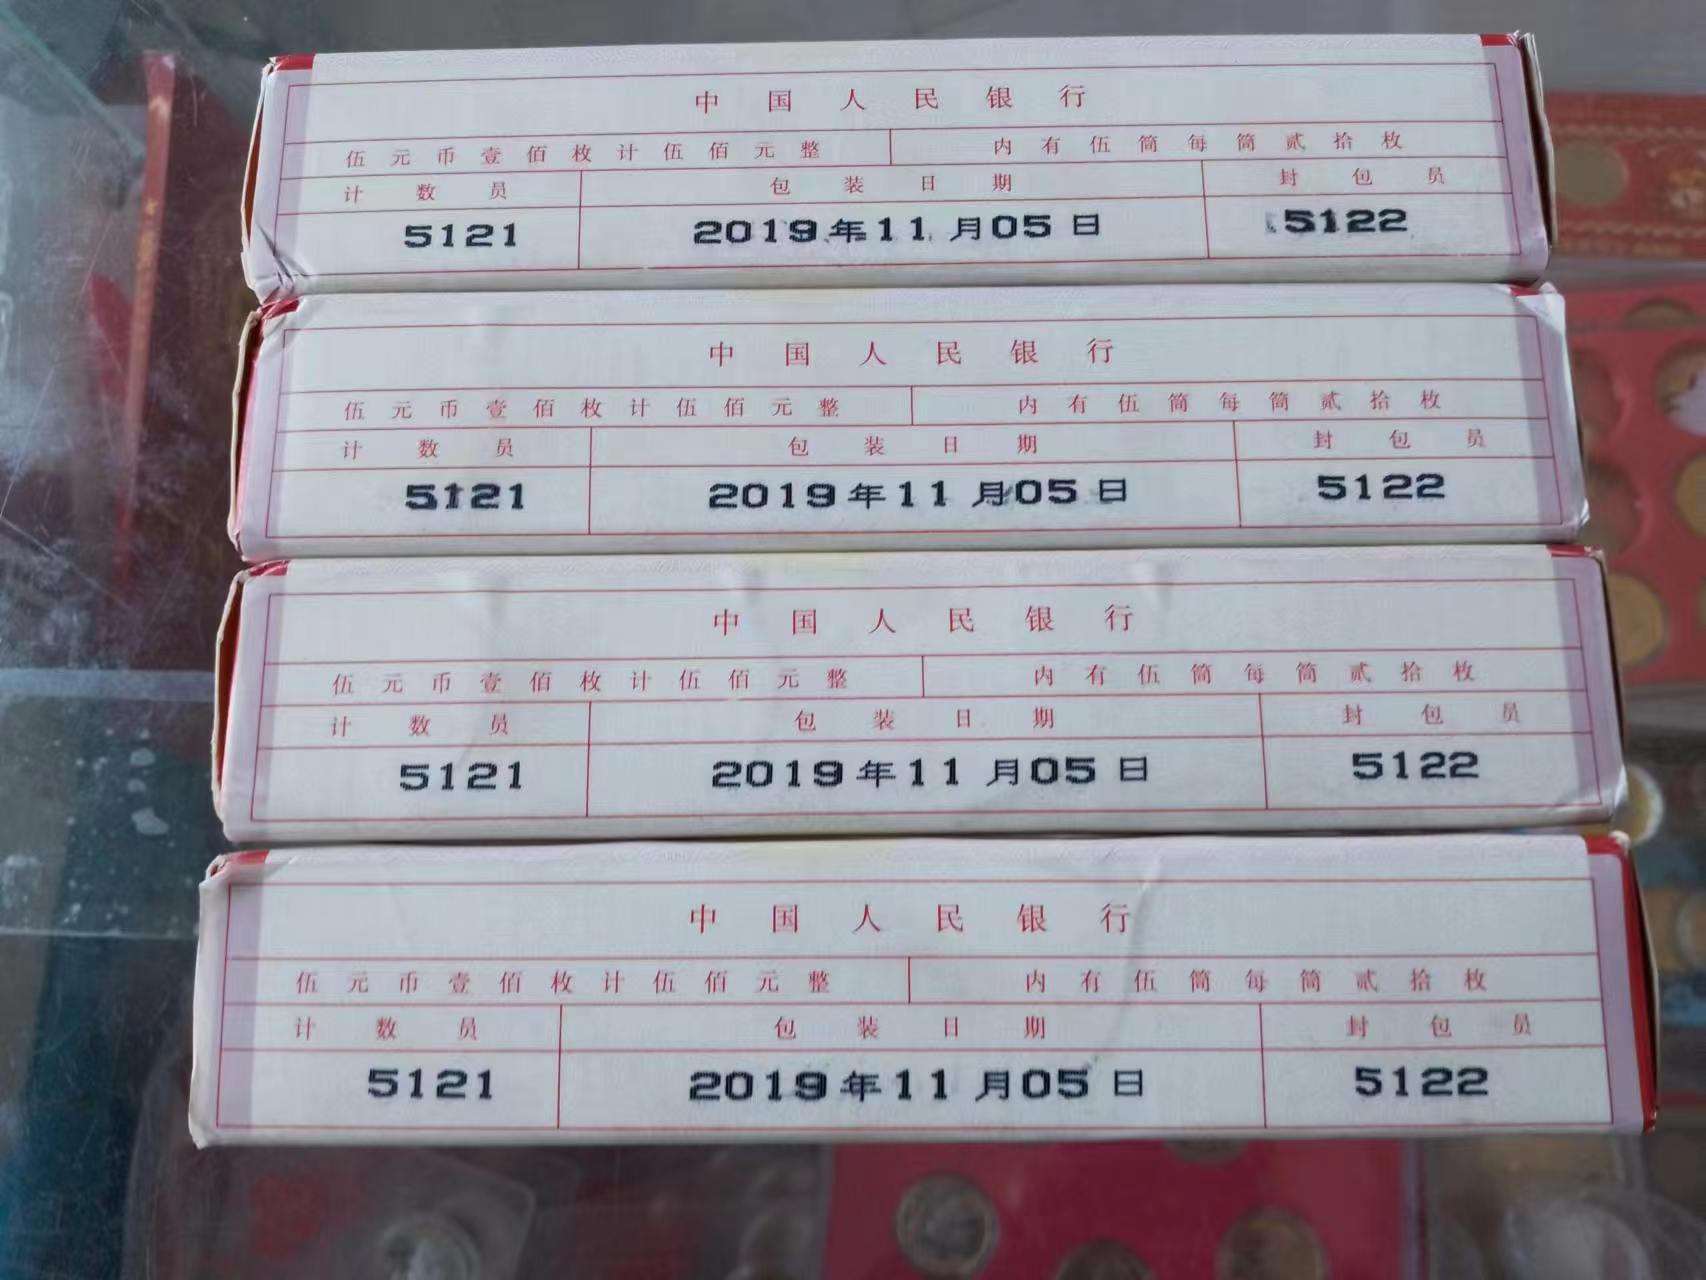 中国人民银行
伍元币壹佰枚计伍佰元整 内有伍筒每筒贰拾枚
计数员 包装日期 封包员
5121 2019年11月05日 5122
中国人民银行
伍元币壹佰枚计伍佰元整 内有伍筒每筒贰拾枚
计数员 包装日期 封包员
5121 2019年11月05日 5122
中国人民银行
伍元币壹佰枚计伍佰元整 内有伍筒每筒贰拾枚
计数员 包装日期 封包员
5121 2019年11月05日 5122
中国人民银行
伍元币壹佰枚计伍佰元整 内有伍筒每筒贰拾枚
计数员 包装日期 封包员
5121 2019年11月05日 5122